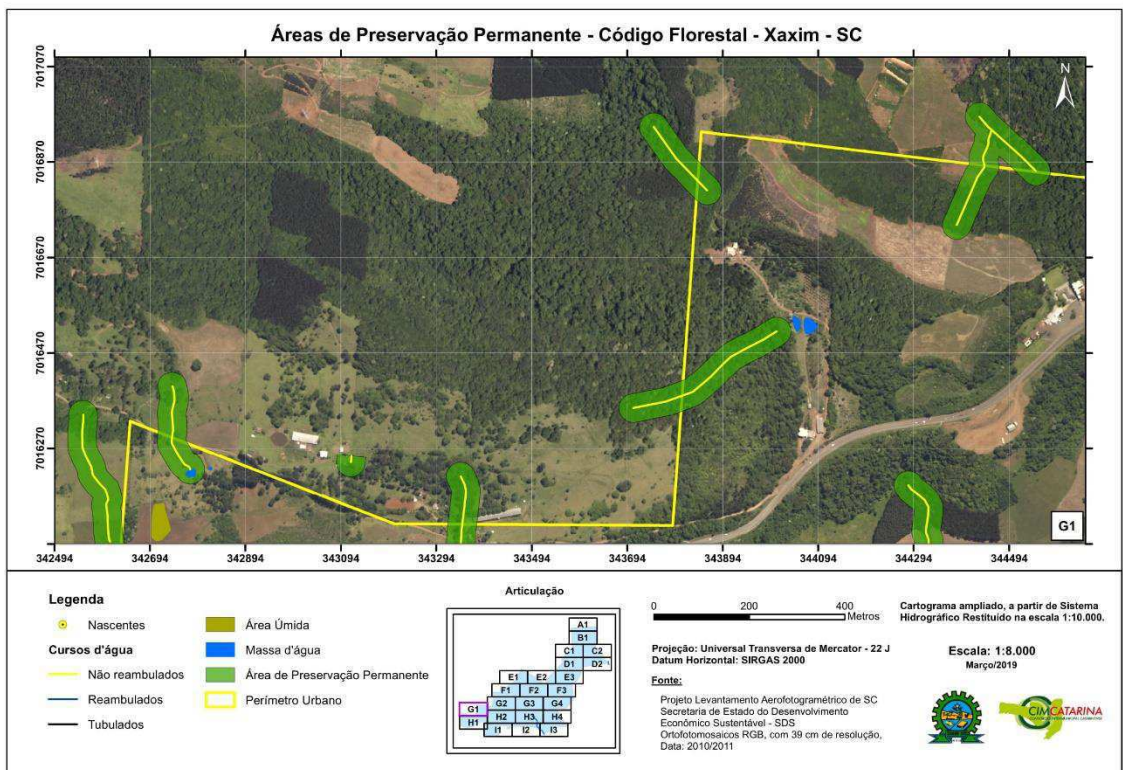 Áreas de Preservação Permanente - Código Florestal - Xaxim - SC
N
7017070
7016870
7016670
7016470
7016270
G1
342494
342694
342894
343094
343294
343494
343694
343894
344094
344294
344494
Legenda
Nascentes
Cursos d'água
Não reambulados
Reambulados
Tubulados
Área Úmida
Massa d'água
Área de Preservação Permanente
Perímetro Urbano
Articulação
A1
B1
C1 C2
D1 D2
E1 E2 E3
F1 F2 F3
G1 G2 G3 G4
H1 H2 H3 H4
I1 I2 I3
0 200 400
Metros
Projeção: Universal Transversa de Mercator - 22 J
Datum Horizontal: SIRGAS 2000
Fonte:
Projeto Levantamento Aerofotogramétrico de SC
Secretaria de Estado do Desenvolvimento
Econômico Sustentável - SDS
Ortofotomosaicos RGB, com 39 cm de resolução,
Data: 2010/2011
Cartograma ampliado, a partir de Sistema
Hidrográfico Restituído na escala 1:10.000.
Escala: 1:8.000
Março/2019
CIMCATARINA